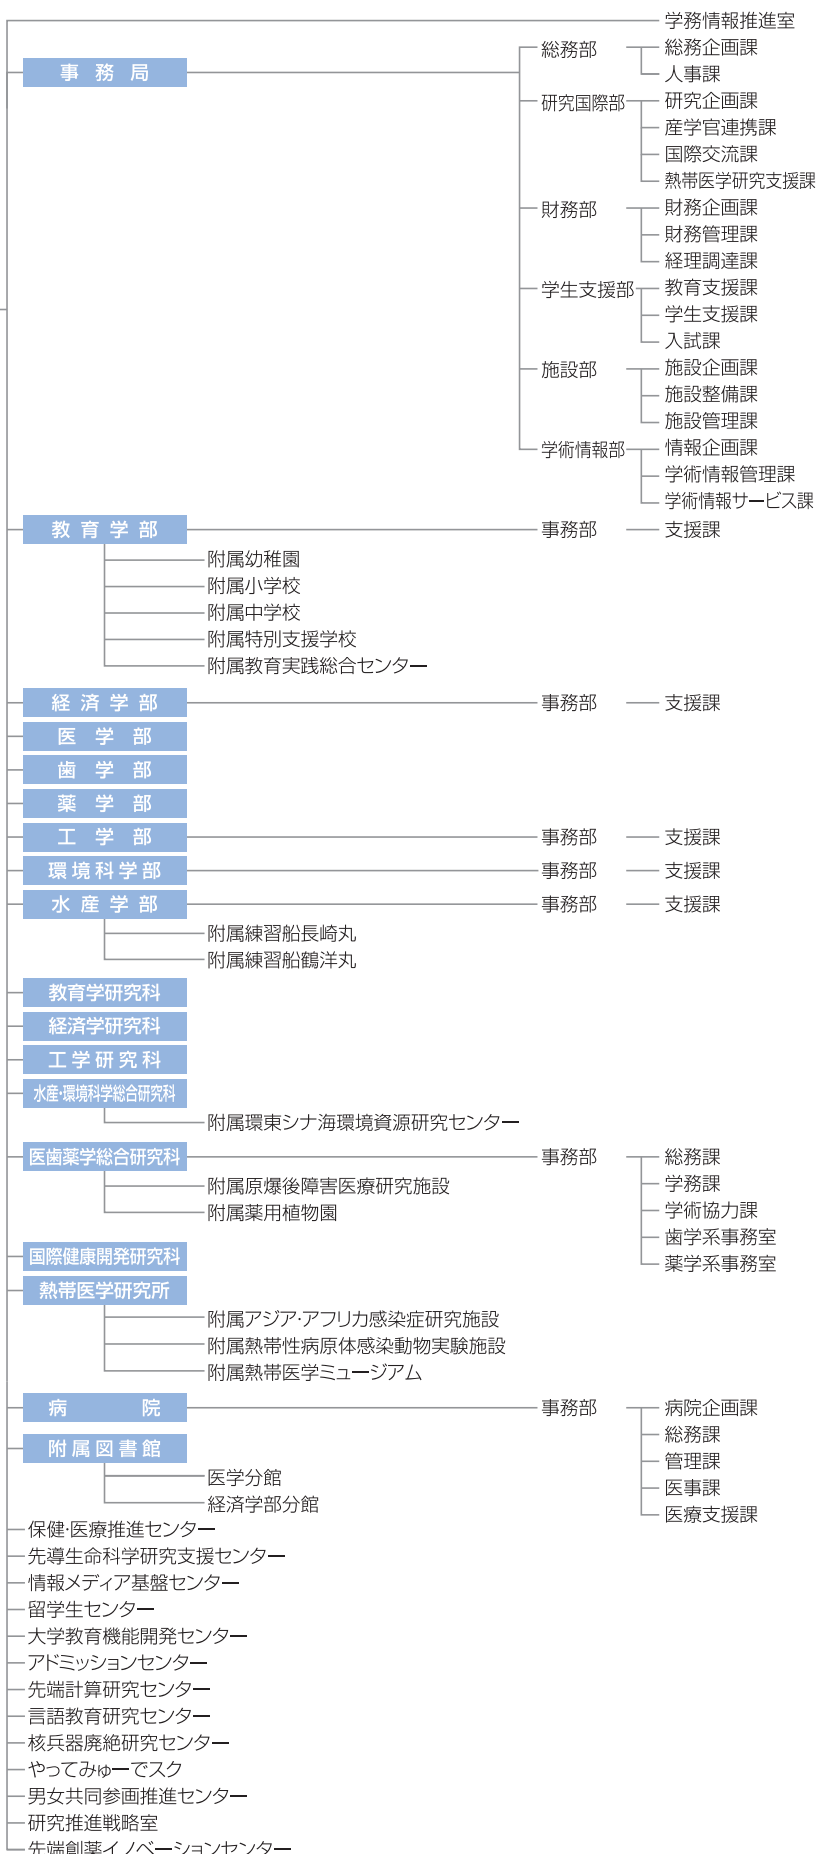 学務情報推進室
事務局
総務部
総務企画課
人事課
研究国際部
研究企画課
産学官連携課
国際交流課
熱帯医学研究支援課
財務部
財務企画課
財務管理課
経理調達課
学生支援部
教育支援課
学生支援課
入試課
施設部
施設企画課
施設整備課
施設管理課
学術情報部
情報企画課
学術情報管理課
学術情報サービス課
教育学部
事務部
支援課
附属幼稚園
附属小学校
附属中学校
附属特別支援学校
附属教育実践総合センター
経済学部
事務部
支援課
医学部
歯学部
薬学部
工学部
事務部
支援課
環境科学部
事務部
支援課
水産学部
事務部
支援課
附属練習船長崎丸
附属練習船鶴洋丸
教育学研究科
経済学研究科
工学研究科
水産・環境科学総合研究科
附属環東シナ海環境資源研究センター
医歯薬学総合研究科
事務部
総務課
学務課
学術協力課
歯学系事務室
薬学系事務室
附属原爆後障害医療研究施設
附属薬用植物園
国際健康開発研究科
熱帯医学研究所
附属アジア・アフリカ感染症研究施設
附属熱帯性病原体感染動物実験施設
附属熱帯医学ミュージアム
病院
事務部
病院企画課
総務課
管理課
医事課
医療支援課
附属図書館
医学分館
経済学部分館
保健・医療推進センター
先導生命科学研究支援センター
情報メディア基盤センター
留学生センター
大学教育機能開発センター
アドミッションセンター
先端計算研究センター
言語教育研究センター
核兵器廃絶研究センター
やってみゅーでスク
男女共同参画推進センター
研究推進戦略室
先端創薬イノベーションセンター